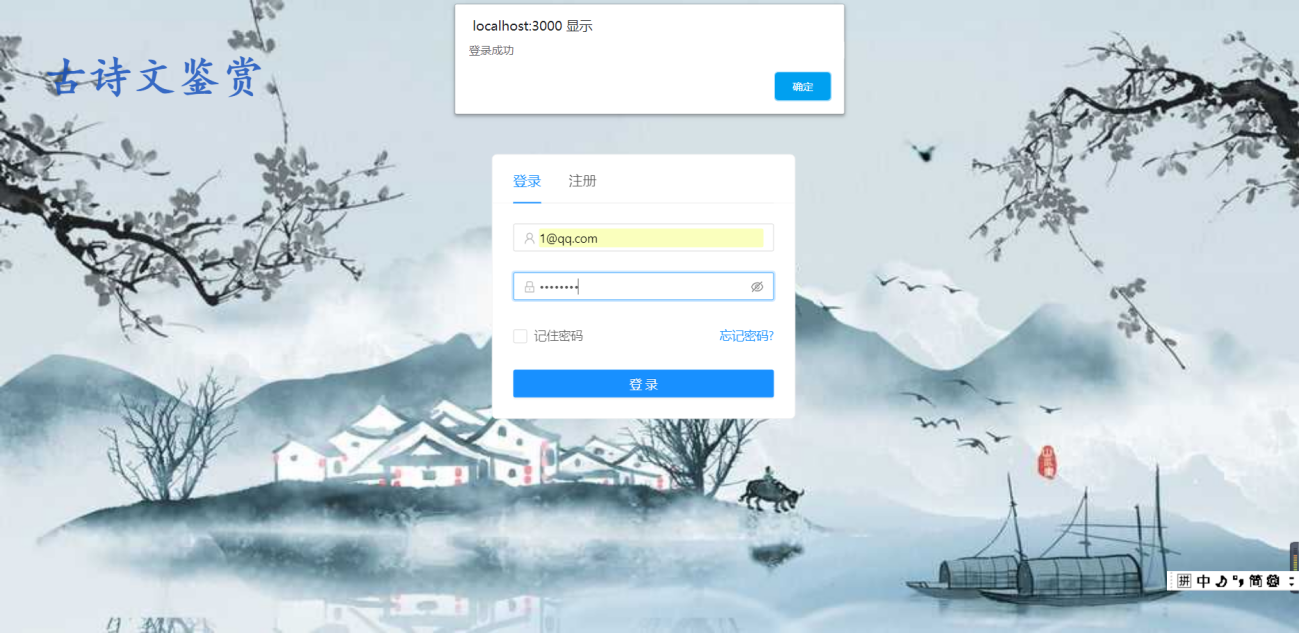 localhost:3000 显示
登录成功
确定
古诗文鉴赏
登录 注册
1@qq.com
••••••••
记住密码 忘记密码?
登录
拼 中 简